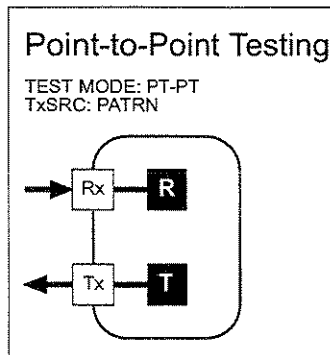 Point-to-Point Testing
TEST MODE: PT-PT
TxSRC: PATRN
Rx R
Tx T